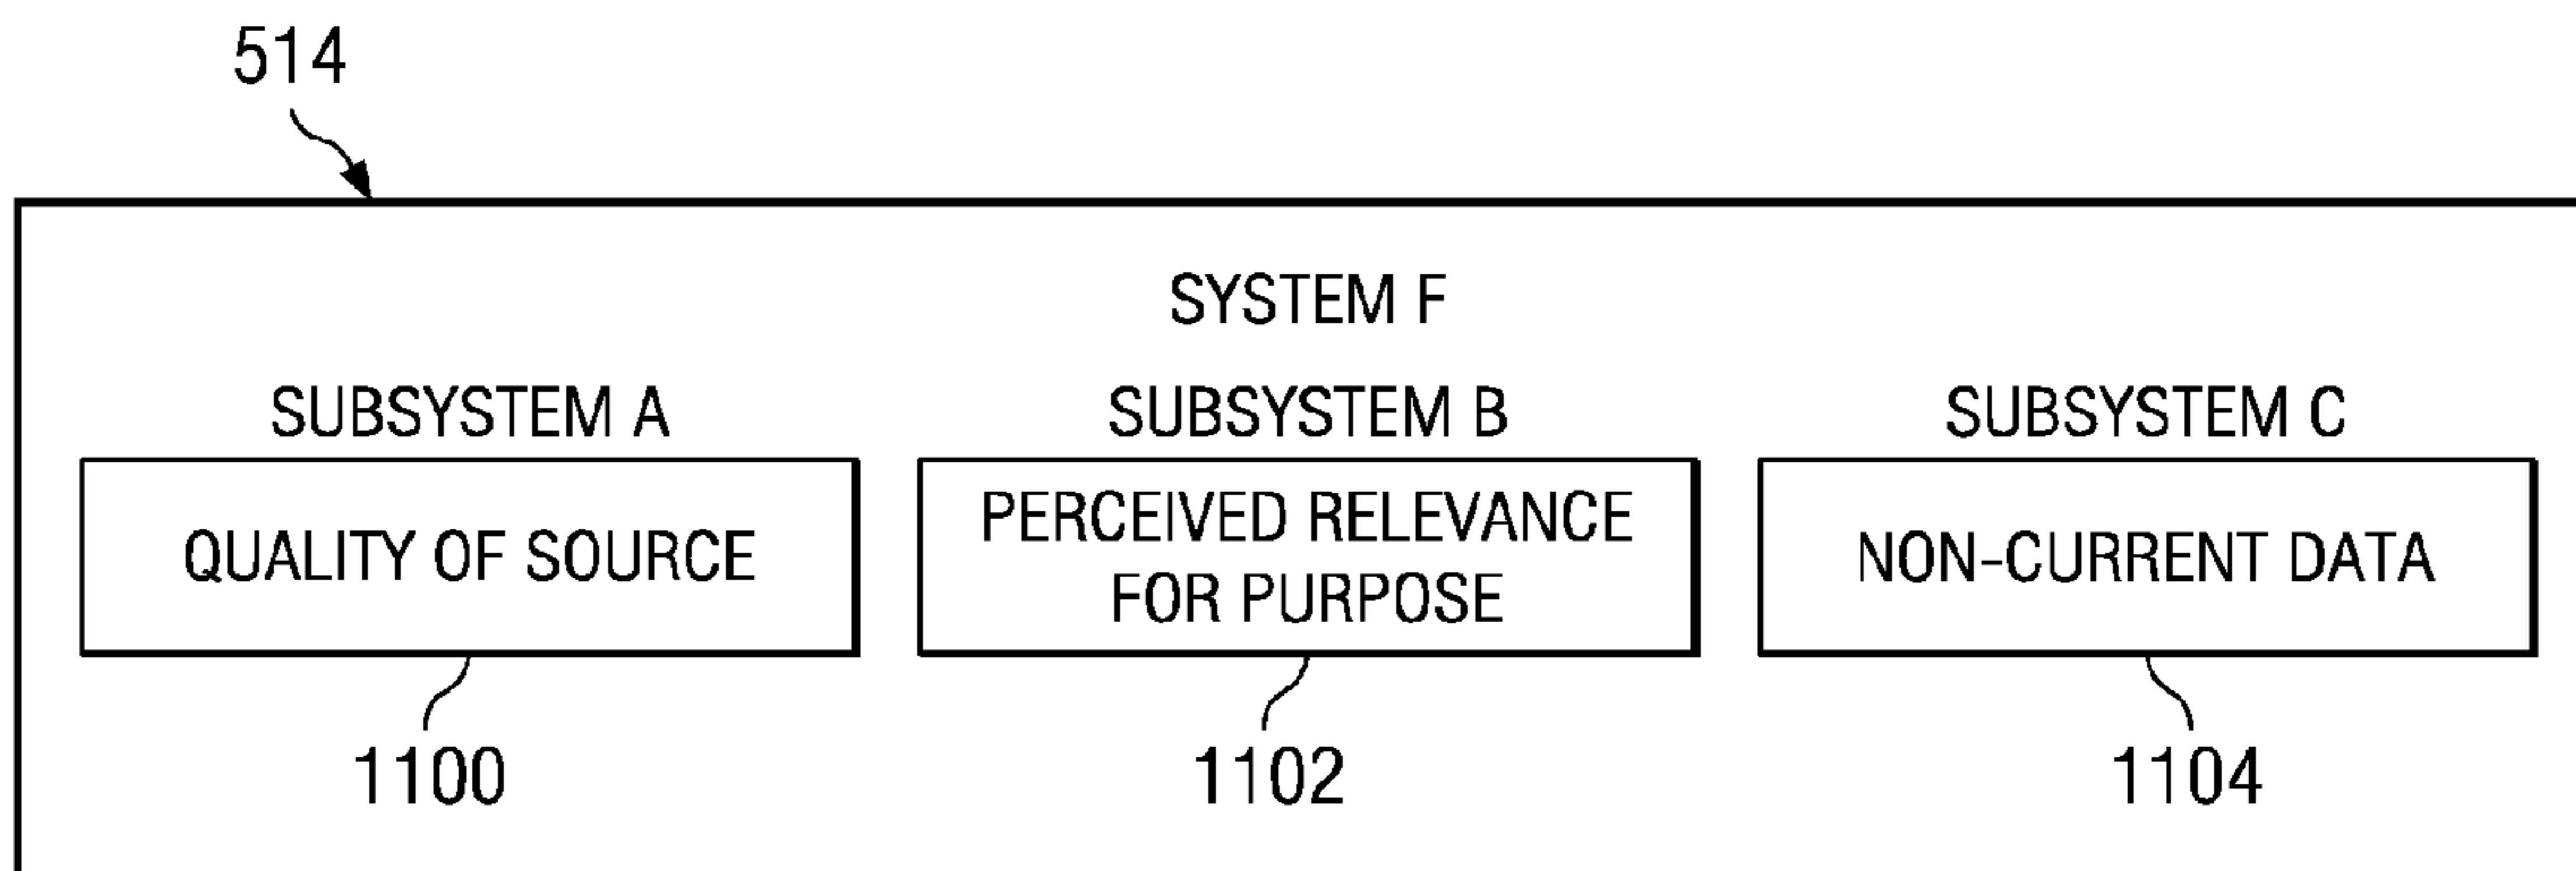 514
SYSTEM F
SUBSYSTEM A
SUBSYSTEM B
SUBSYSTEM C
QUALITY OF SOURCE
PERCEIVED RELEVANCE
FOR PURPOSE
NON-CURRENT DATA
1100
1102
1104